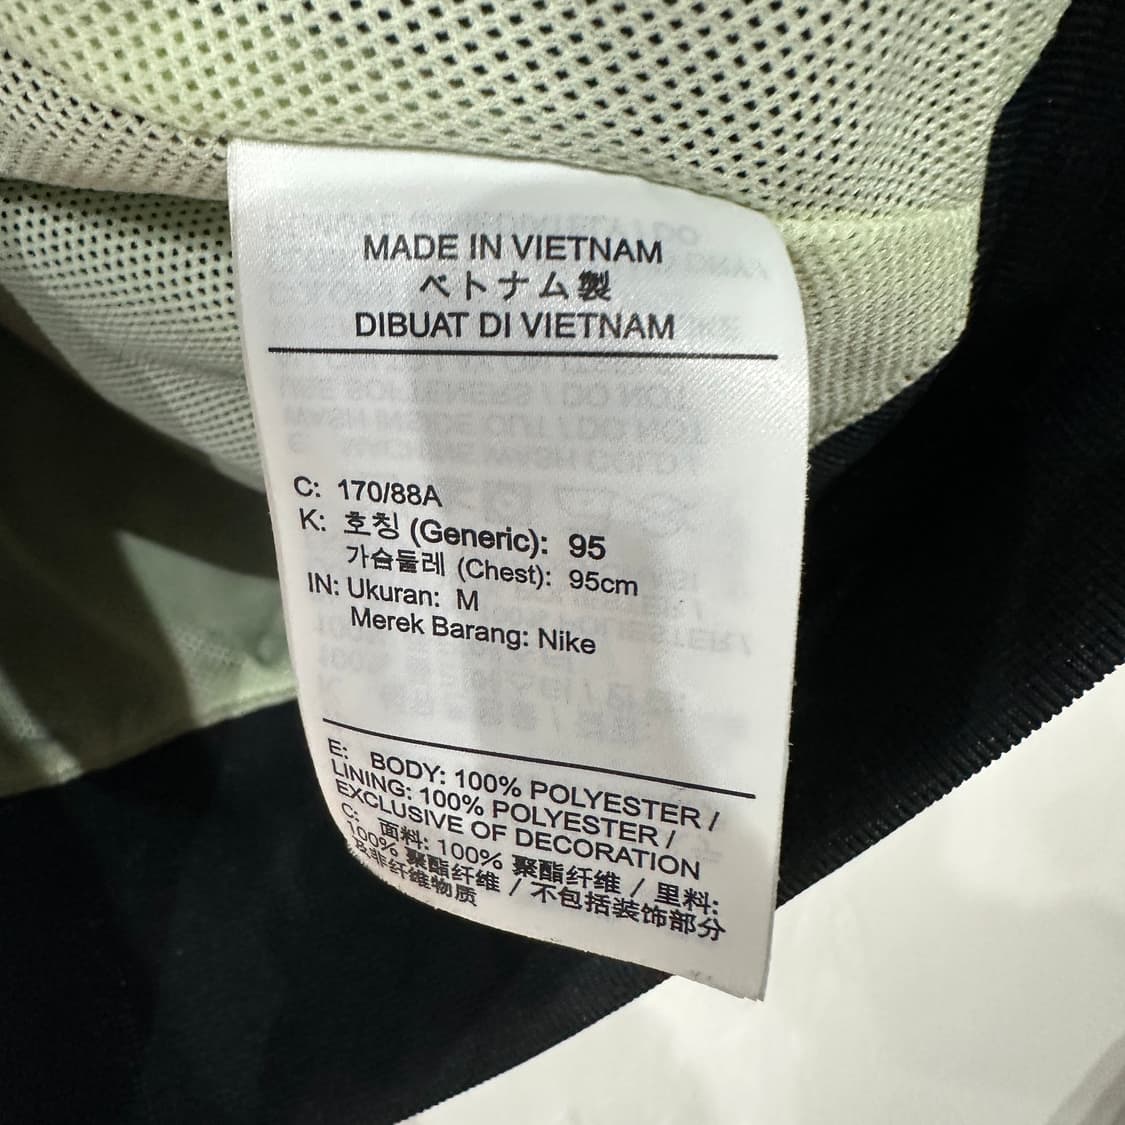 MADE IN VIETNAM
ベトナム製
DIBUAT DI VIETNAM
C: 170/88A
K: 호칭 (Generic): 95
가슴둘레 (Chest): 95cm
IN: Ukuran: M
Merek Barang: Nike
E: BODY: 100% POLYESTER /
LINING: 100% POLYESTER /
EXCLUSIVE OF DECORATION
C: 面料: 100% 聚酯纤维 / 里料:
100% 聚酯纤维 / 不包括装饰部分
及非纤维物质